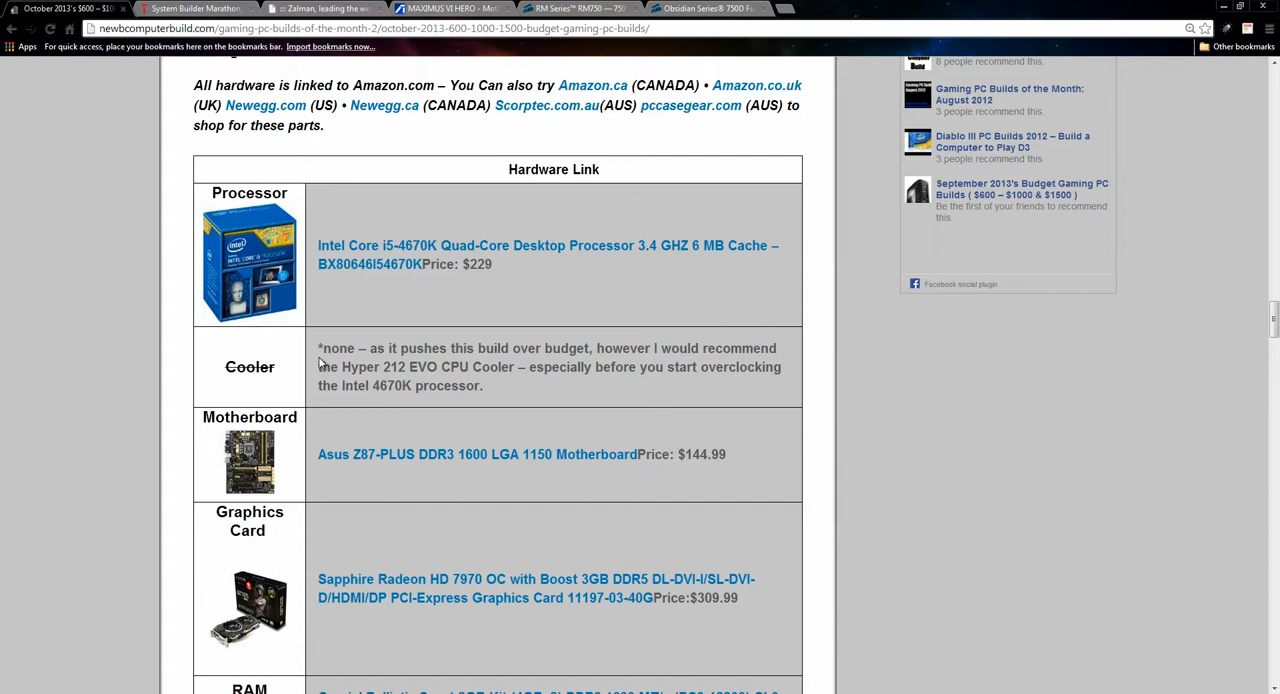 October 2013's $600 – $10
System Builder Marathon,
::: Zalman, leading the wo
MAXIMUS VI HERO - Mot
RM Series™ RM750 — 750
Obsidian Series® 750D Fu
newbcomputerbuild.com/gaming-pc-builds-of-the-month-2/october-2013-600-1000-1500-budget-gaming-pc-builds/
Apps For quick access, place your bookmarks here on the bookmarks bar. Import bookmarks now...
Other bookmarks
All hardware is linked to Amazon.com – You Can also try Amazon.ca (CANADA) • Amazon.co.uk
(UK) Newegg.com (US) • Newegg.ca (CANADA) Scorptec.com.au(AUS) pccasegear.com (AUS) to
shop for these parts.
Hardware Link
Processor
Intel Core i5-4670K Quad-Core Desktop Processor 3.4 GHZ 6 MB Cache –
BX80646I54670KPrice: $229
Cooler
*none – as it pushes this build over budget, however I would recommend
the Hyper 212 EVO CPU Cooler – especially before you start overclocking
the Intel 4670K processor.
Motherboard
Asus Z87-PLUS DDR3 1600 LGA 1150 MotherboardPrice: $144.99
Graphics
Card
Sapphire Radeon HD 7970 OC with Boost 3GB DDR5 DL-DVI-I/SL-DVI-
D/HDMI/DP PCI-Express Graphics Card 11197-03-40GPrice:$309.99
RAM
8 people recommend this.
Gaming PC Builds of the Month:
August 2012
3 people recommend this.
Diablo III PC Builds 2012 – Build a
Computer to Play D3
3 people recommend this.
September 2013's Budget Gaming PC
Builds ( $600 – $1000 & $1500 )
Be the first of your friends to recommend
this.
Facebook social plugin